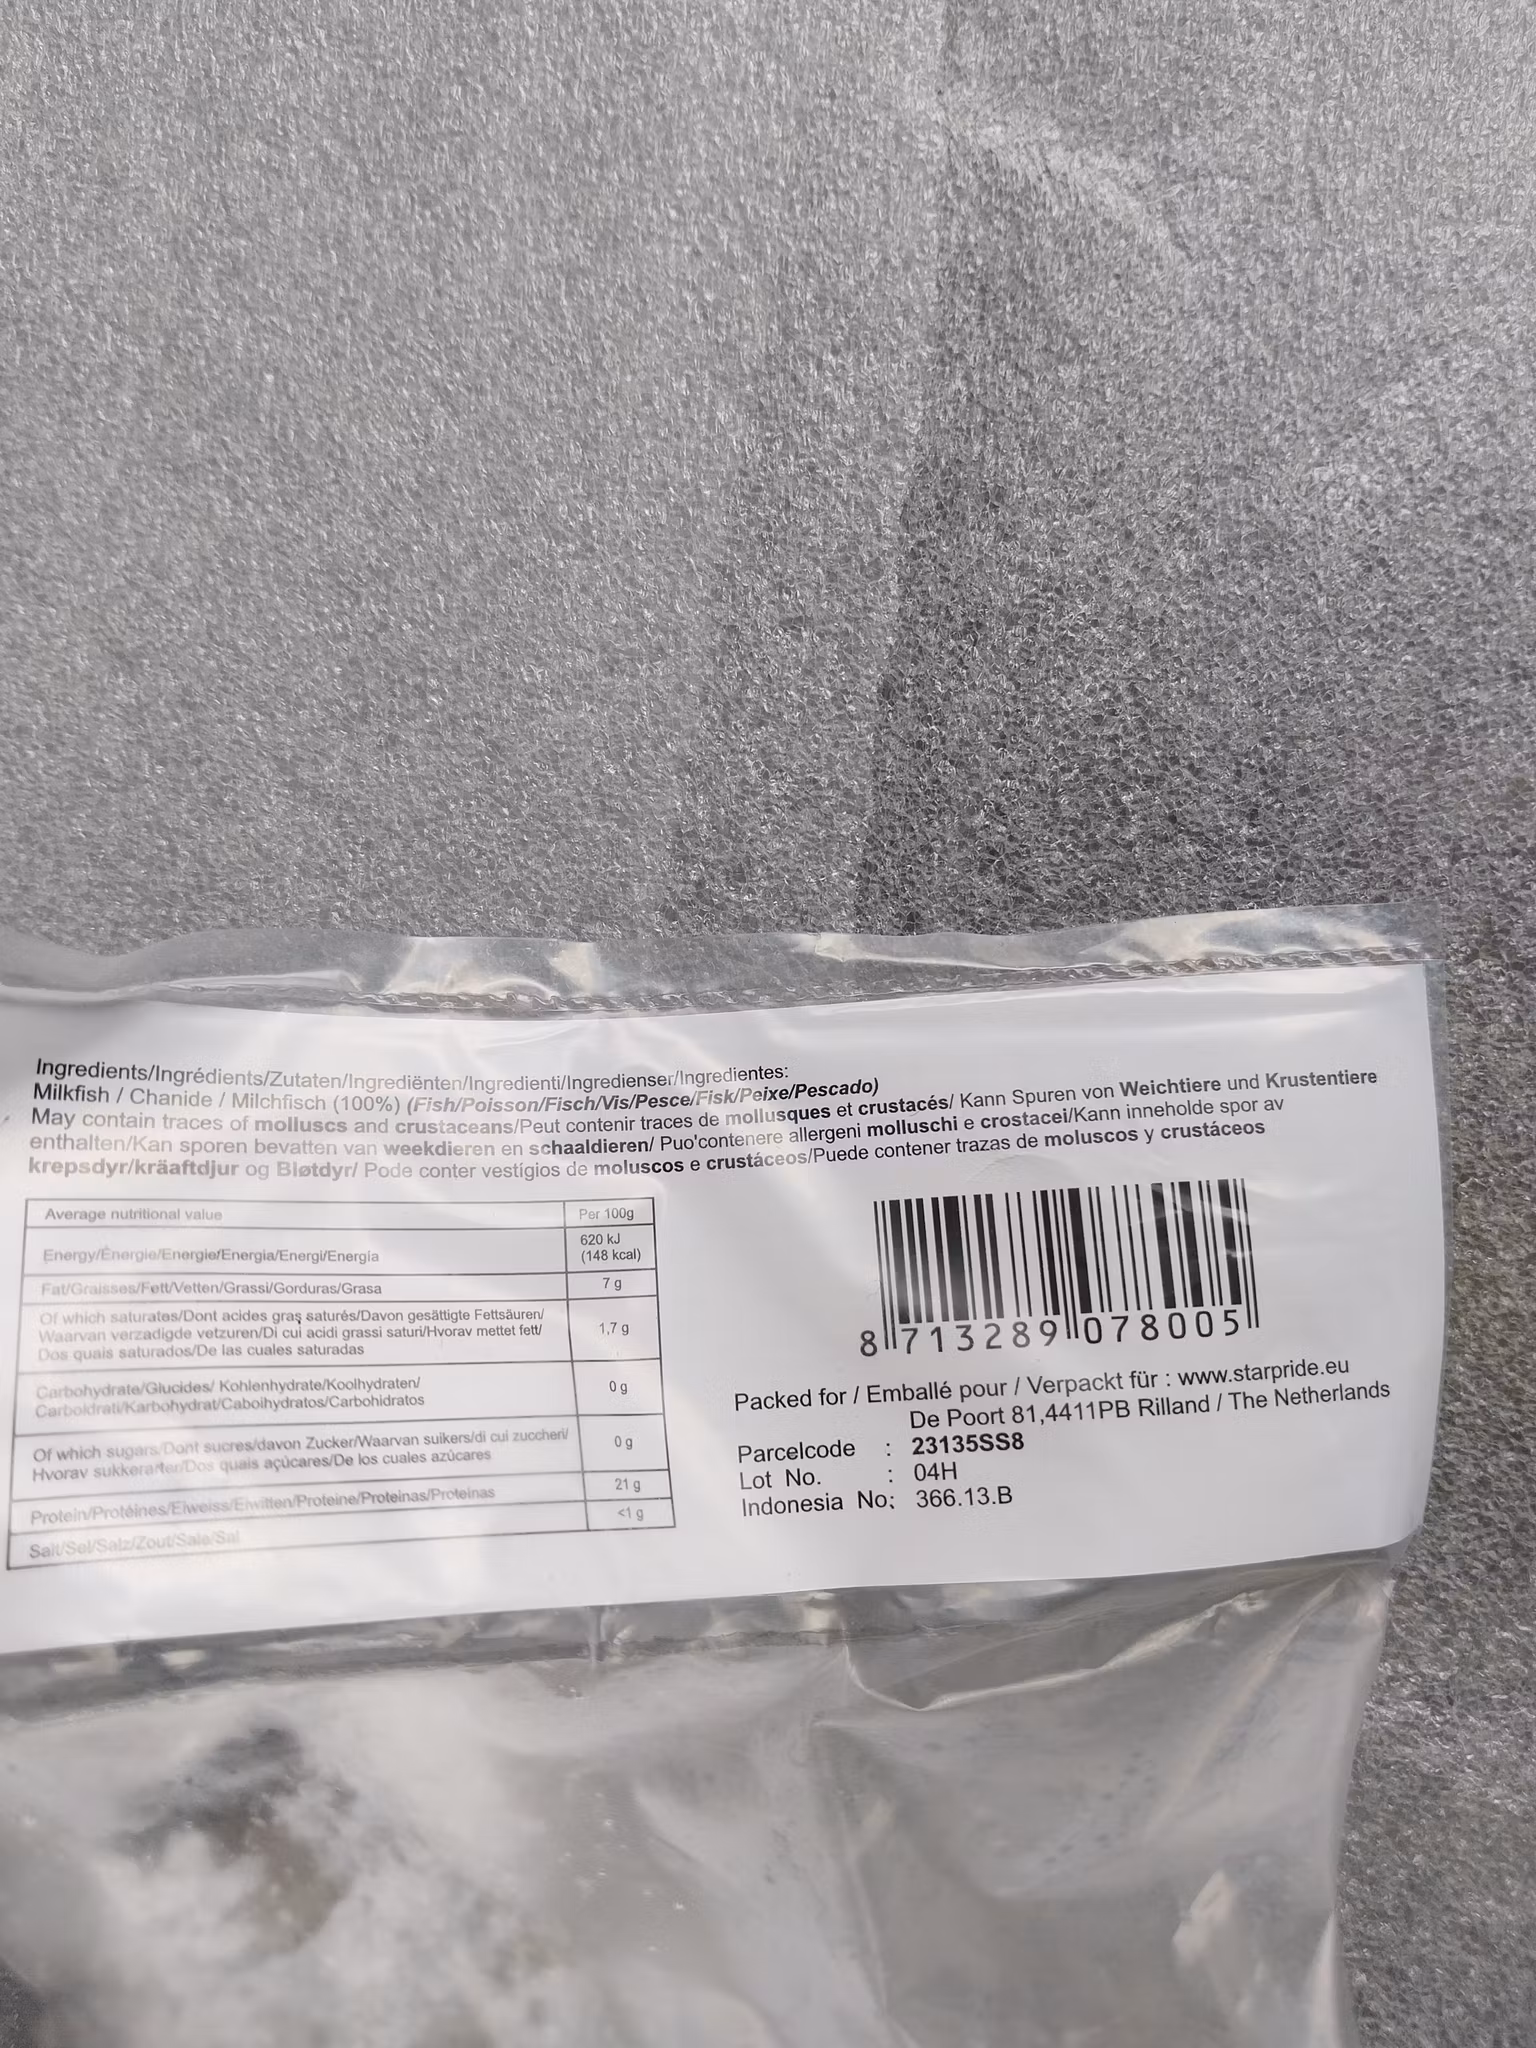 Ingredients/Ingrédients/Zutaten/Ingrediënten/Ingredienti/Ingredienser/Ingredientes:
Milkfish / Chanide / Milchfisch (100%) (Fish/Poisson/Fisch/Vis/Pesce/Fisk/Peixe/Pescado)
May contain traces of molluscs and crustaceans/Peut contenir traces de mollusques et crustacés/ Kann Spuren von Weichtiere und Krustentiere
enthalten/Kan sporen bevatten van weekdieren en schaaldieren/ Puo'contenere allergeni molluschi e crostacei/Kann inneholde spor av
krepsdyr/kräaftdjur og Bløtdyr/ Pode conter vestígios de moluscos e crustáceos/Puede contener trazas de moluscos y crustáceos
Average nutritional value Per 100g
Energy/Énergie/Energie/Energia/Energi/Energía 620 kJ
(148 kcal)
Fat/Graisses/Fett/Vetten/Grassi/Gorduras/Grasa 7 g
Of which saturates/Dont acides gras saturés/Davon gesättigte Fettsäuren/
Waarvan verzadigde vetzuren/Di cui acidi grassi saturi/Hvorav mettet fett/ 1,7 g
Dos quais saturados/De las cuales saturadas
Carbohydrate/Glucides/ Kohlenhydrate/Koolhydraten/ 0 g
Carboldrati/Karbohydrat/Caboihydratos/Carbohidratos
Of which sugars/Dont sucres/davon Zucker/Waarvan suikers/di cui zuccheri/ 0 g
Hvorav sukkerarter/Dos quais açúcares/De los cuales azúcares
Protein/Protéines/Eiweiss/Eiwitten/Proteine/Proteinas/Proteinas 21 g
Salt/Sel/Salz/Zout/Sale/Sal <1 g
8 713289 078005
Packed for / Emballé pour / Verpackt für : www.starpride.eu
De Poort 81,4411PB Rilland / The Netherlands
Parcelcode : 23135SS8
Lot No. : 04H
Indonesia No: 366.13.B